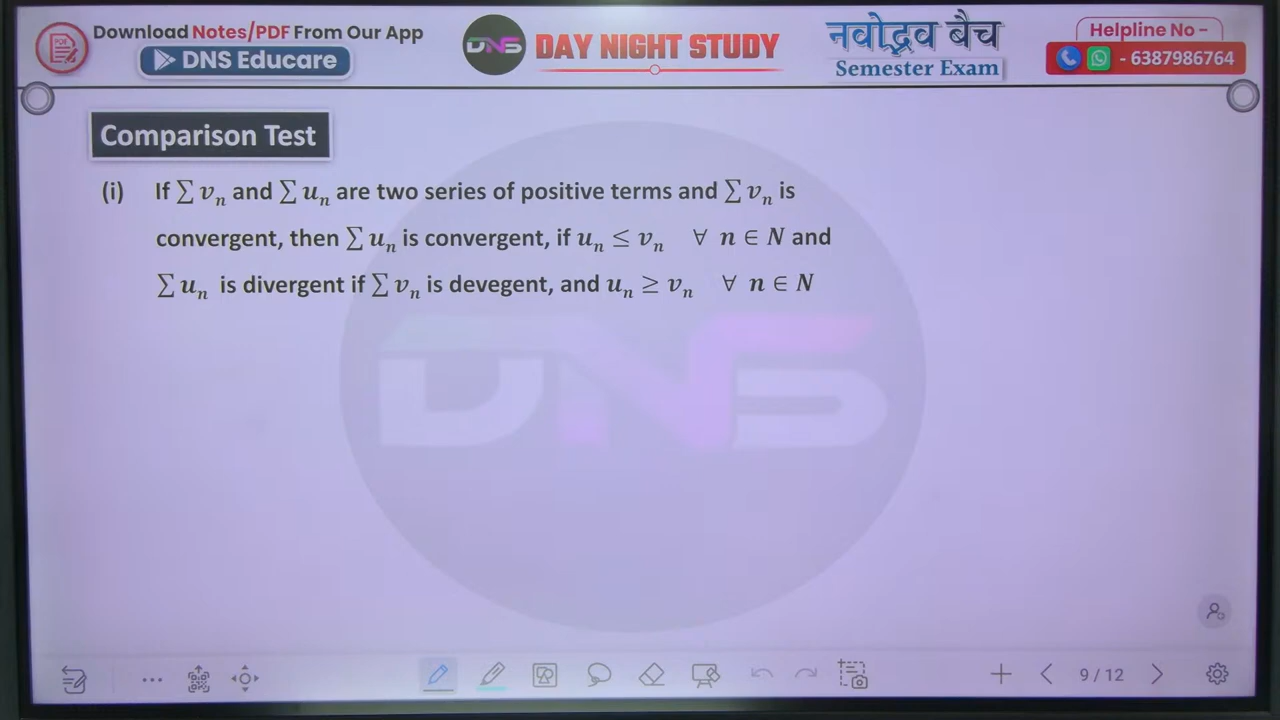 Download Notes/PDF From Our App
DNS Educare
DNS
DAY NIGHT STUDY
नवोद्भव बैच
Semester Exam
Helpline No -
- 6387986764
Comparison Test
(i) If ∑ vₙ and ∑ uₙ are two series of positive terms and ∑ vₙ is
convergent, then ∑ uₙ is convergent, if uₙ ≤ vₙ ∀ n ∈ N and
∑ uₙ is divergent if ∑ vₙ is devegent, and uₙ ≥ vₙ ∀ n ∈ N
DNS
9 / 12